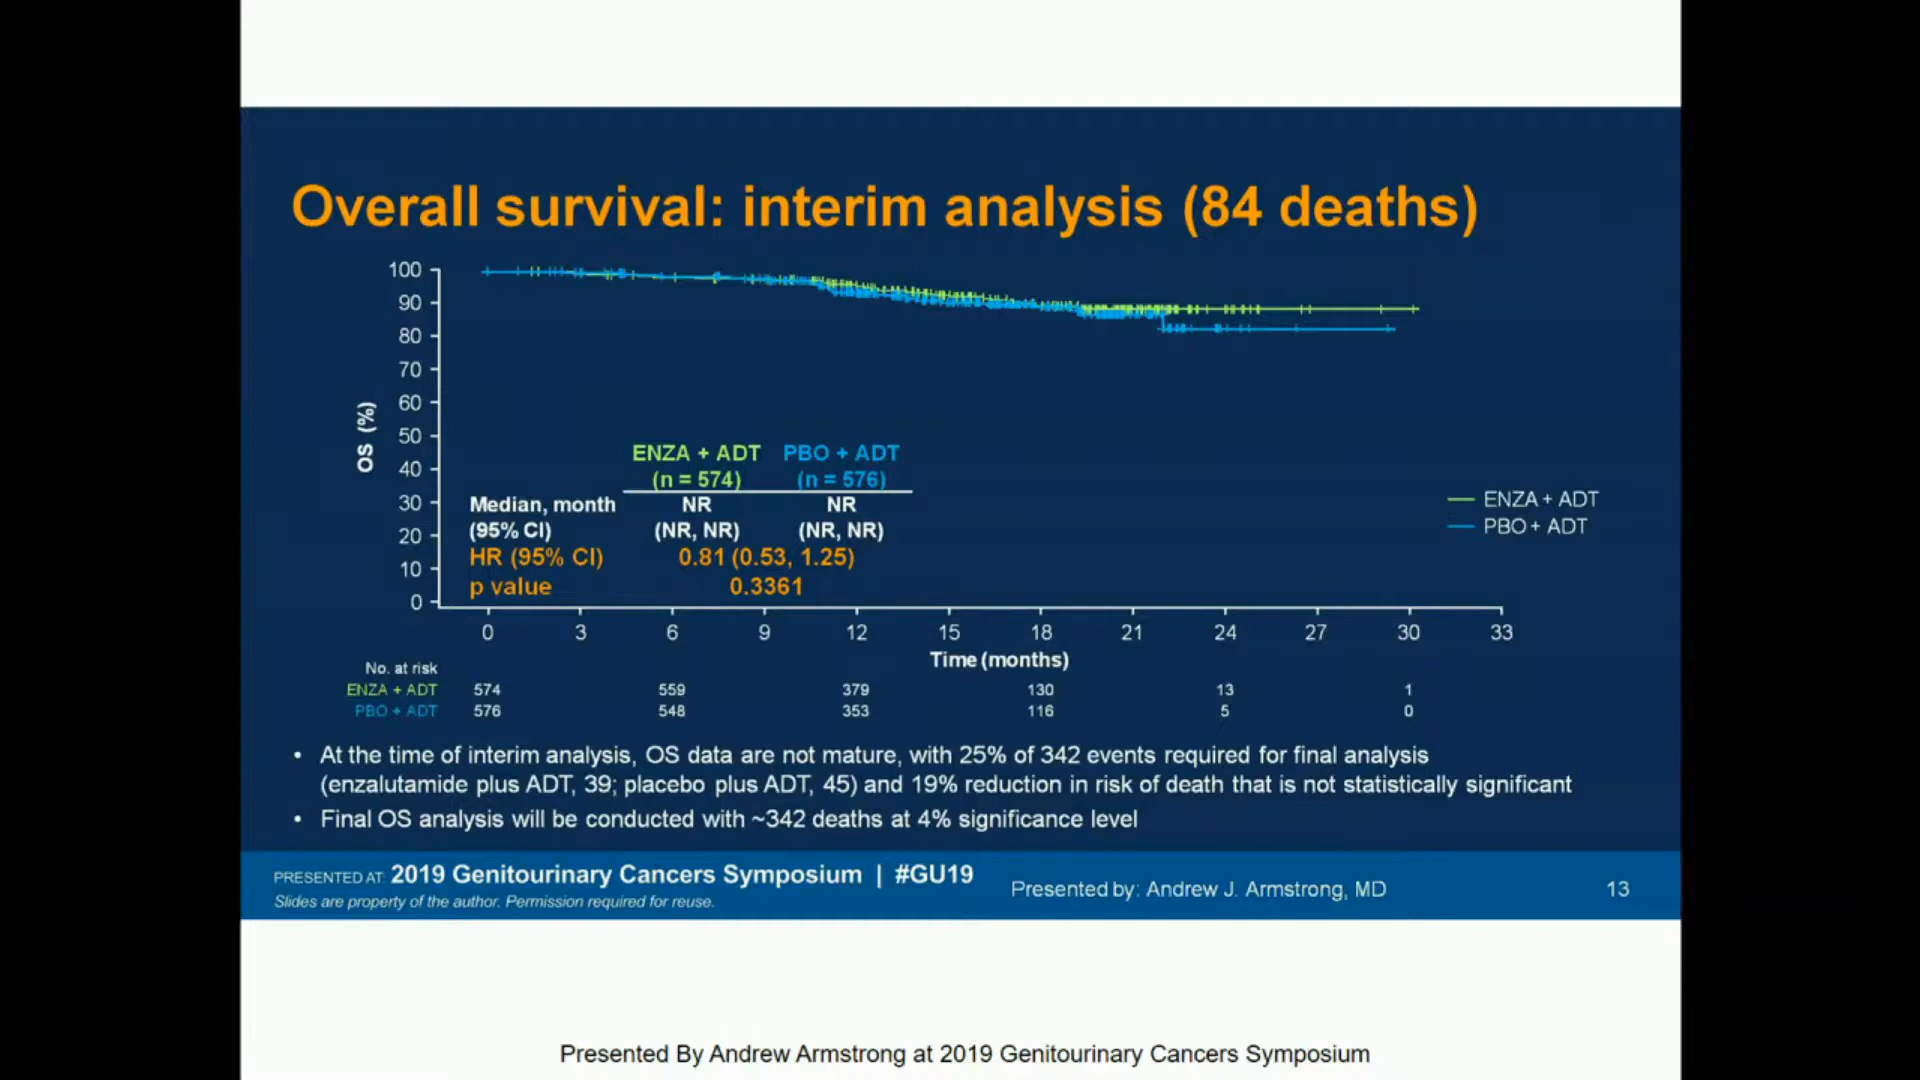 Overall survival: interim analysis (84 deaths)
100
90
80
70
60
50
40
30
20
10
0
OS (%)
ENZA + ADT PBO + ADT
(n = 574) (n = 576)
Median, month NR NR
(95% CI) (NR, NR) (NR, NR)
HR (95% CI) 0.81 (0.53, 1.25)
p value 0.3361
ENZA + ADT
PBO + ADT
0 3 6 9 12 15 18 21 24 27 30 33
Time (months)
No. at risk
ENZA + ADT 574 559 379 130 13 1
PBO + ADT 576 548 353 116 5 0
• At the time of interim analysis, OS data are not mature, with 25% of 342 events required for final analysis
(enzalutamide plus ADT, 39; placebo plus ADT, 45) and 19% reduction in risk of death that is not statistically significant
• Final OS analysis will be conducted with ~342 deaths at 4% significance level
PRESENTED AT: 2019 Genitourinary Cancers Symposium | #GU19
Slides are property of the author. Permission required for reuse.
Presented by: Andrew J. Armstrong, MD
13
Presented By Andrew Armstrong at 2019 Genitourinary Cancers Symposium